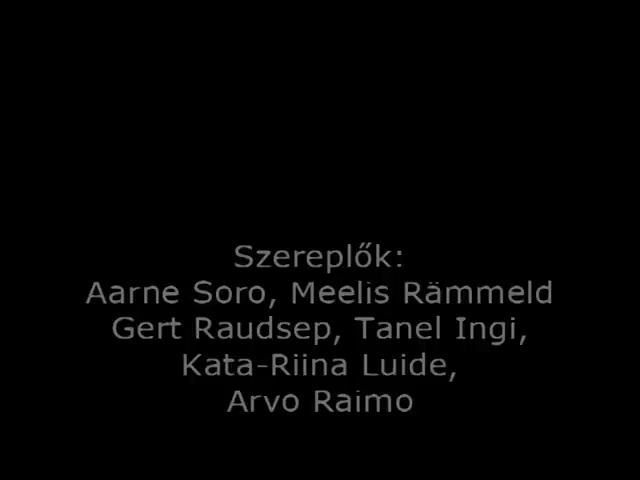 Szereplők:
Aarne Soro, Meelis Rämmeld
Gert Raudsep, Tanel Ingi,
Kata-Riina Luide,
Arvo Raimo